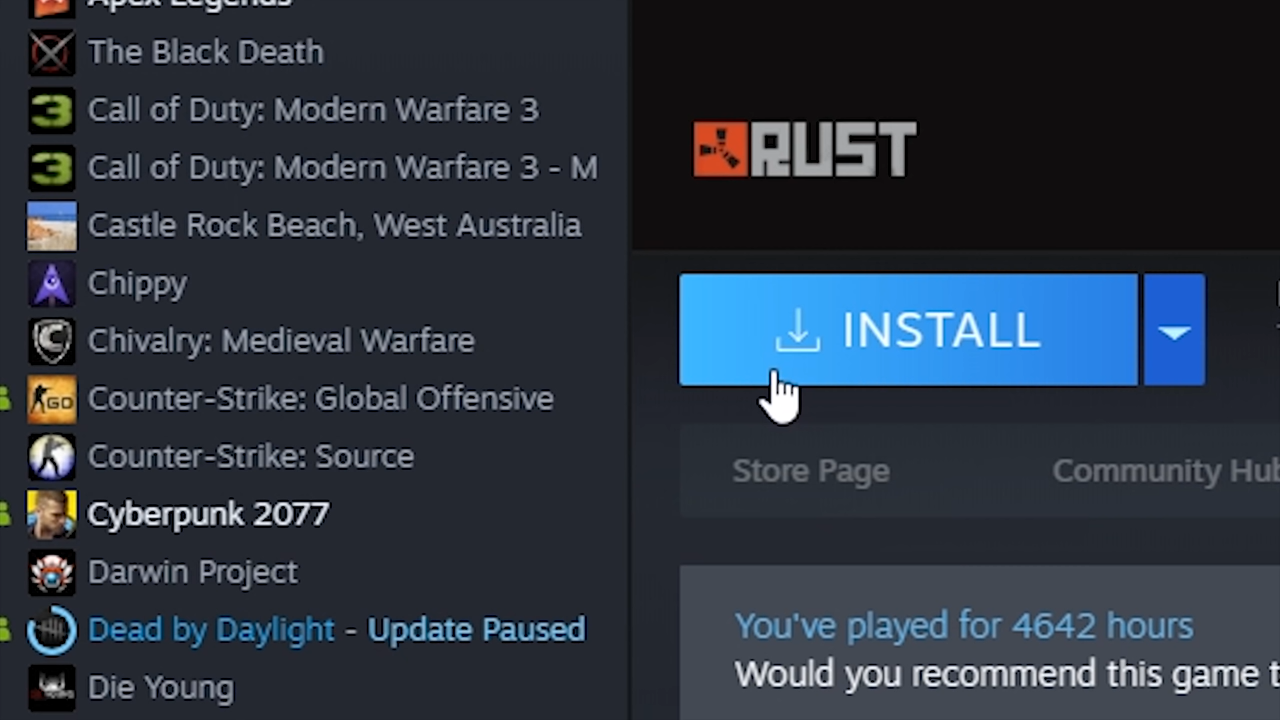 Apex Legends
The Black Death
Call of Duty: Modern Warfare 3
Call of Duty: Modern Warfare 3 - M
Castle Rock Beach, West Australia
Chippy
Chivalry: Medieval Warfare
Counter-Strike: Global Offensive
Counter-Strike: Source
Cyberpunk 2077
Darwin Project
Dead by Daylight - Update Paused
Die Young
RUST
INSTALL
Store Page
Community Hub
You've played for 4642 hours
Would you recommend this game t